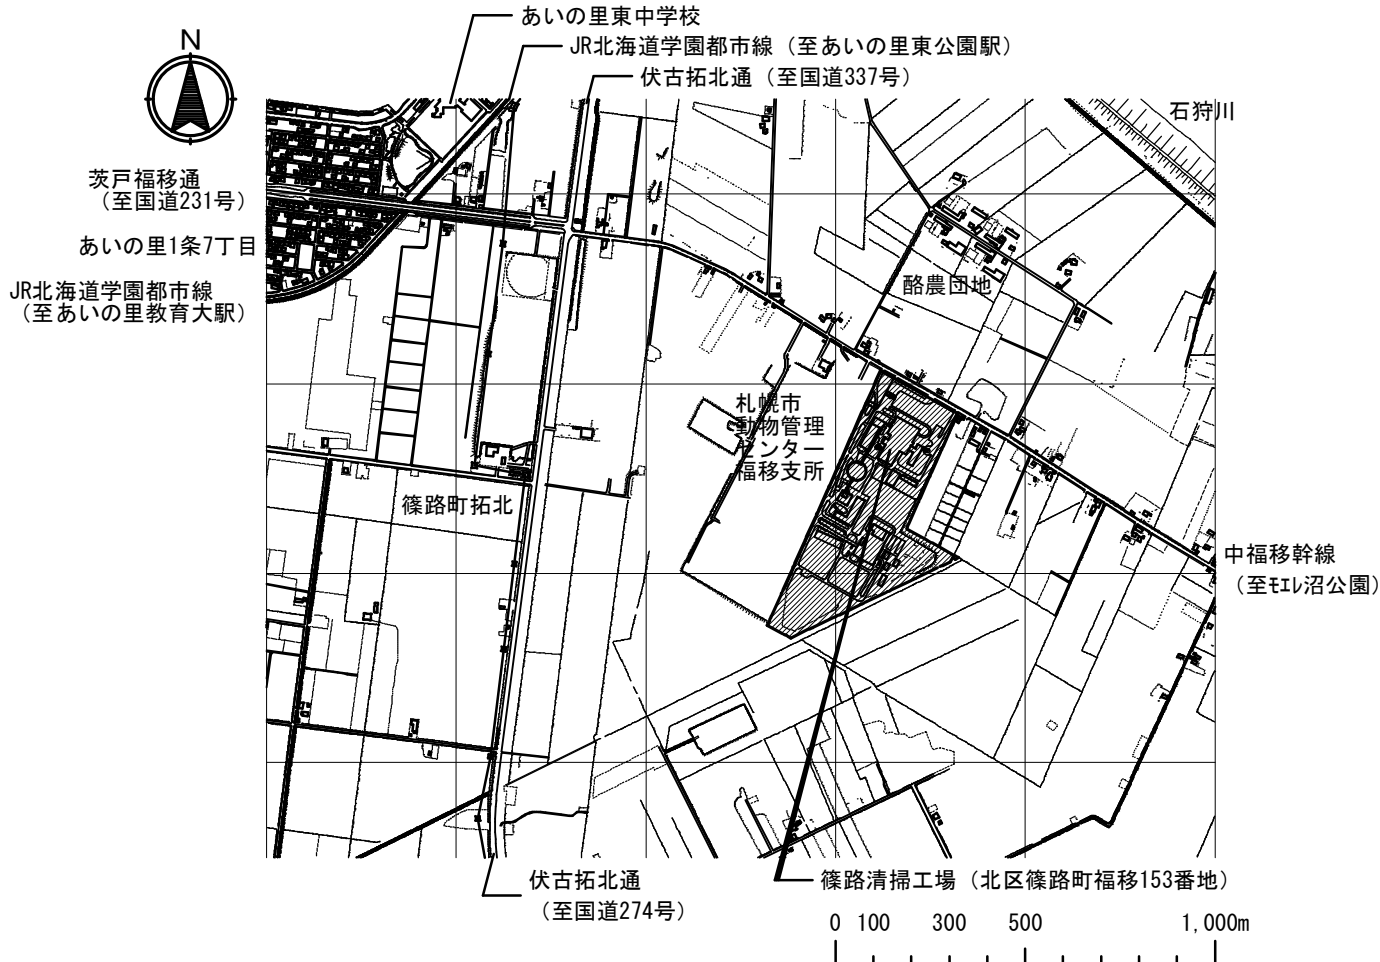 あいの里東中学校
N
JR北海道学園都市線（至あいの里東公園駅）
伏古拓北通（至国道337号）
石狩川
茨戸福移通
（至国道231号）
あいの里1条7丁目
酪農団地
JR北海道学園都市線
（至あいの里教育大駅）
札幌市
動物管理
センター
福移支所
篠路町拓北
中福移幹線
（至モエレ沼公園）
伏古拓北通
（至国道274号）
篠路清掃工場（北区篠路町福移153番地）
0 100 300 500 1,000m